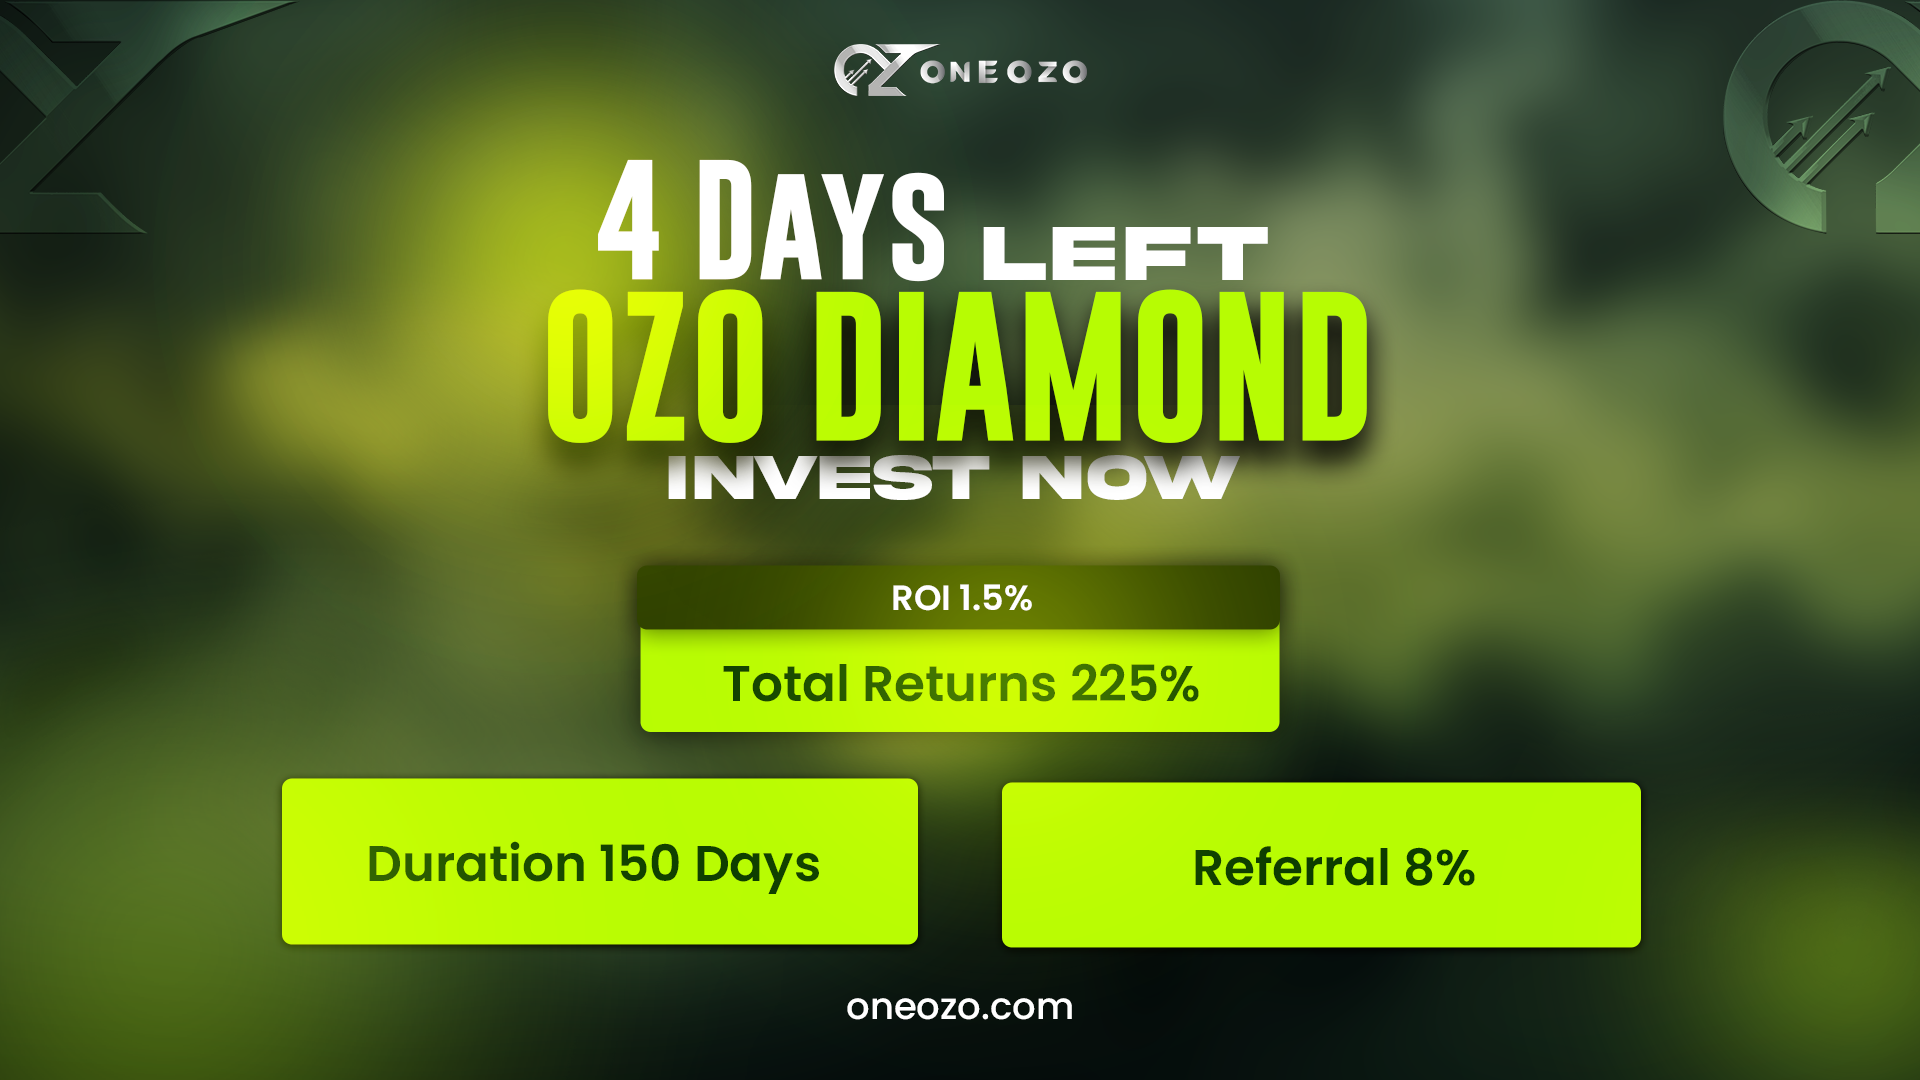 ONEOZO
4 DAYS LEFT
OZO DIAMOND
INVEST NOW
ROI 1.5%
Total Returns 225%
Duration 150 Days
Referral 8%
oneozo.com